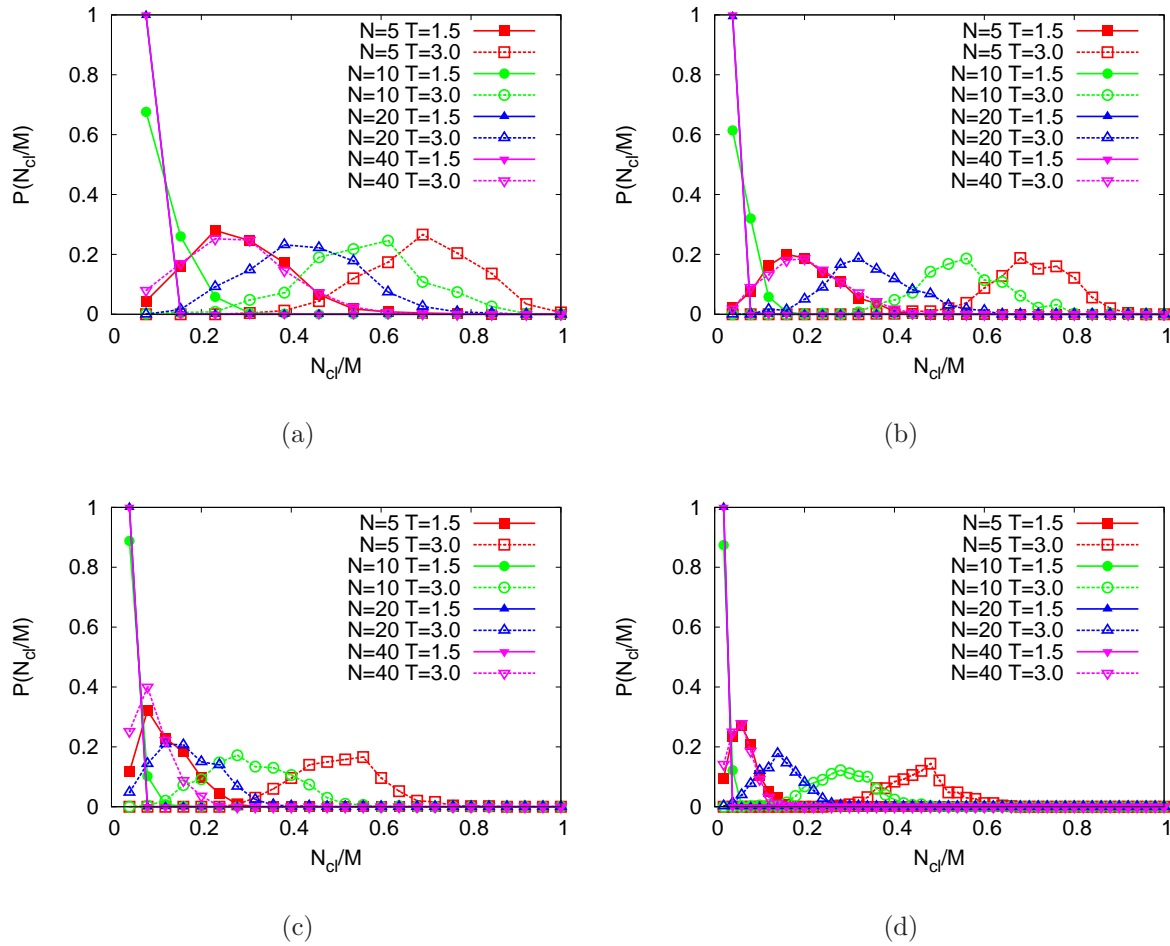 P(N_cl/M)
1
0.8
0.6
0.4
0.2
0
0 0.2 0.4 0.6 0.8 1
N_cl/M
N=5 T=1.5
N=5 T=3.0
N=10 T=1.5
N=10 T=3.0
N=20 T=1.5
N=20 T=3.0
N=40 T=1.5
N=40 T=3.0
(a)
P(N_cl/M)
1
0.8
0.6
0.4
0.2
0
0 0.2 0.4 0.6 0.8 1
N_cl/M
N=5 T=1.5
N=5 T=3.0
N=10 T=1.5
N=10 T=3.0
N=20 T=1.5
N=20 T=3.0
N=40 T=1.5
N=40 T=3.0
(b)
P(N_cl/M)
1
0.8
0.6
0.4
0.2
0
0 0.2 0.4 0.6 0.8 1
N_cl/M
N=5 T=1.5
N=5 T=3.0
N=10 T=1.5
N=10 T=3.0
N=20 T=1.5
N=20 T=3.0
N=40 T=1.5
N=40 T=3.0
(c)
P(N_cl/M)
1
0.8
0.6
0.4
0.2
0
0 0.2 0.4 0.6 0.8 1
N_cl/M
N=5 T=1.5
N=5 T=3.0
N=10 T=1.5
N=10 T=3.0
N=20 T=1.5
N=20 T=3.0
N=40 T=1.5
N=40 T=3.0
(d)